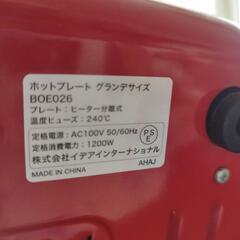 ホットプレート グランデサイズ
BOE026
プレート：ヒーター分離式
温度ヒューズ：240℃
定格電源：AC100V 50/60Hz
定格消費電力：1200W
株式会社イデアインターナショナル
MADE IN CHINA
AHAJ
PSE